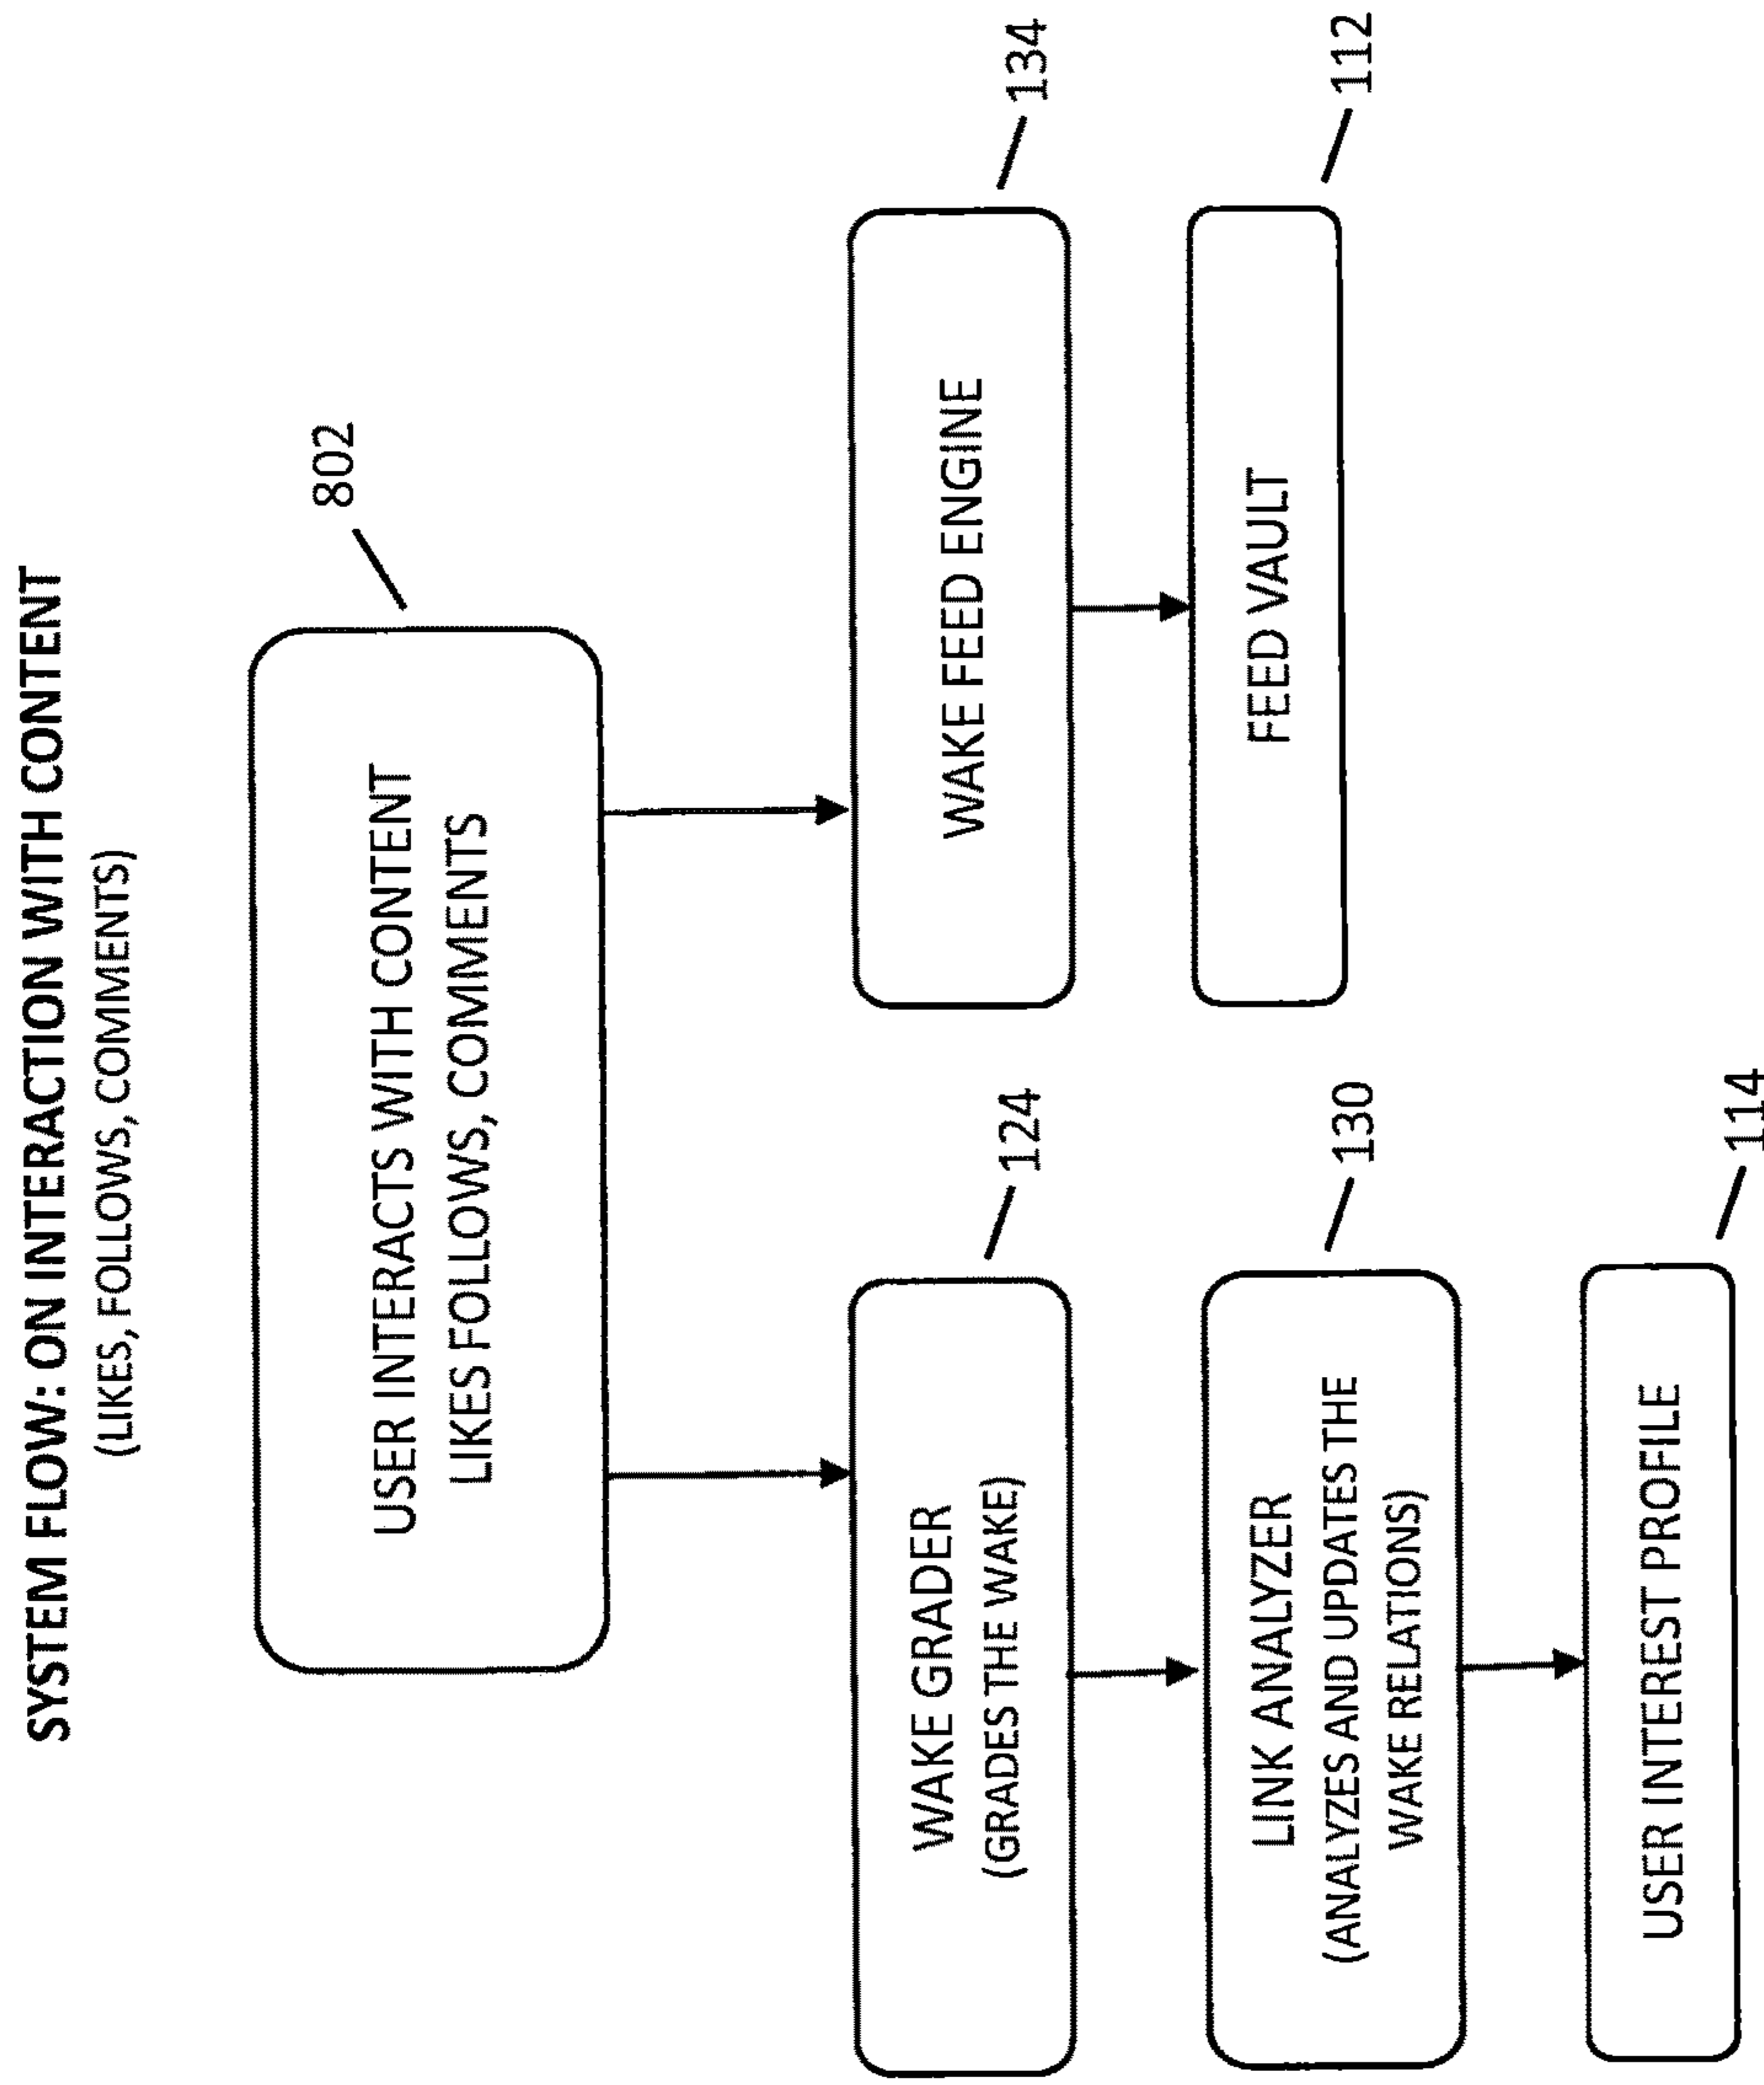 SYSTEM FLOW: ON INTERACTION WITH CONTENT
(LIKES, FOLLOWS, COMMENTS)
802
USER INTERACTS WITH CONTENT
LIKES FOLLOWS, COMMENTS
124
WAKE GRADER
(GRADES THE WAKE)
130
LINK ANALYZER
(ANALYZES AND UPDATES THE
WAKE RELATIONS)
114
USER INTEREST PROFILE
134
WAKE FEED ENGINE
112
FEED VAULT